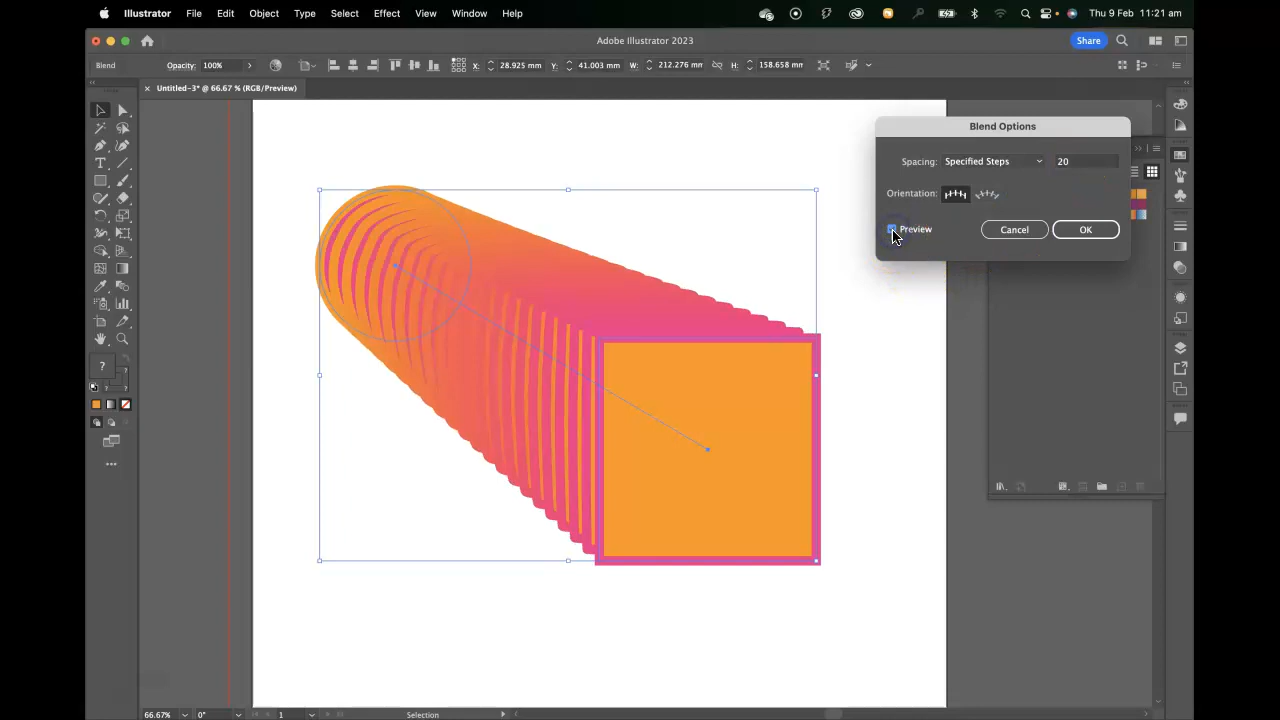 Illustrator File Edit Object Type Select Effect View Window Help Thu 9 Feb 11:21 am
Adobe Illustrator 2023 Share
Blend Opacity: 100% X: 28.925 mm Y: 41.003 mm W: 212.276 mm H: 158.658 mm
Untitled-3* @ 66.67 % (RGB/Preview)
Blend Options
Spacing: Specified Steps 20
Orientation:
Preview Cancel OK
?
?
?
?
66.67% 0° 1 Selection